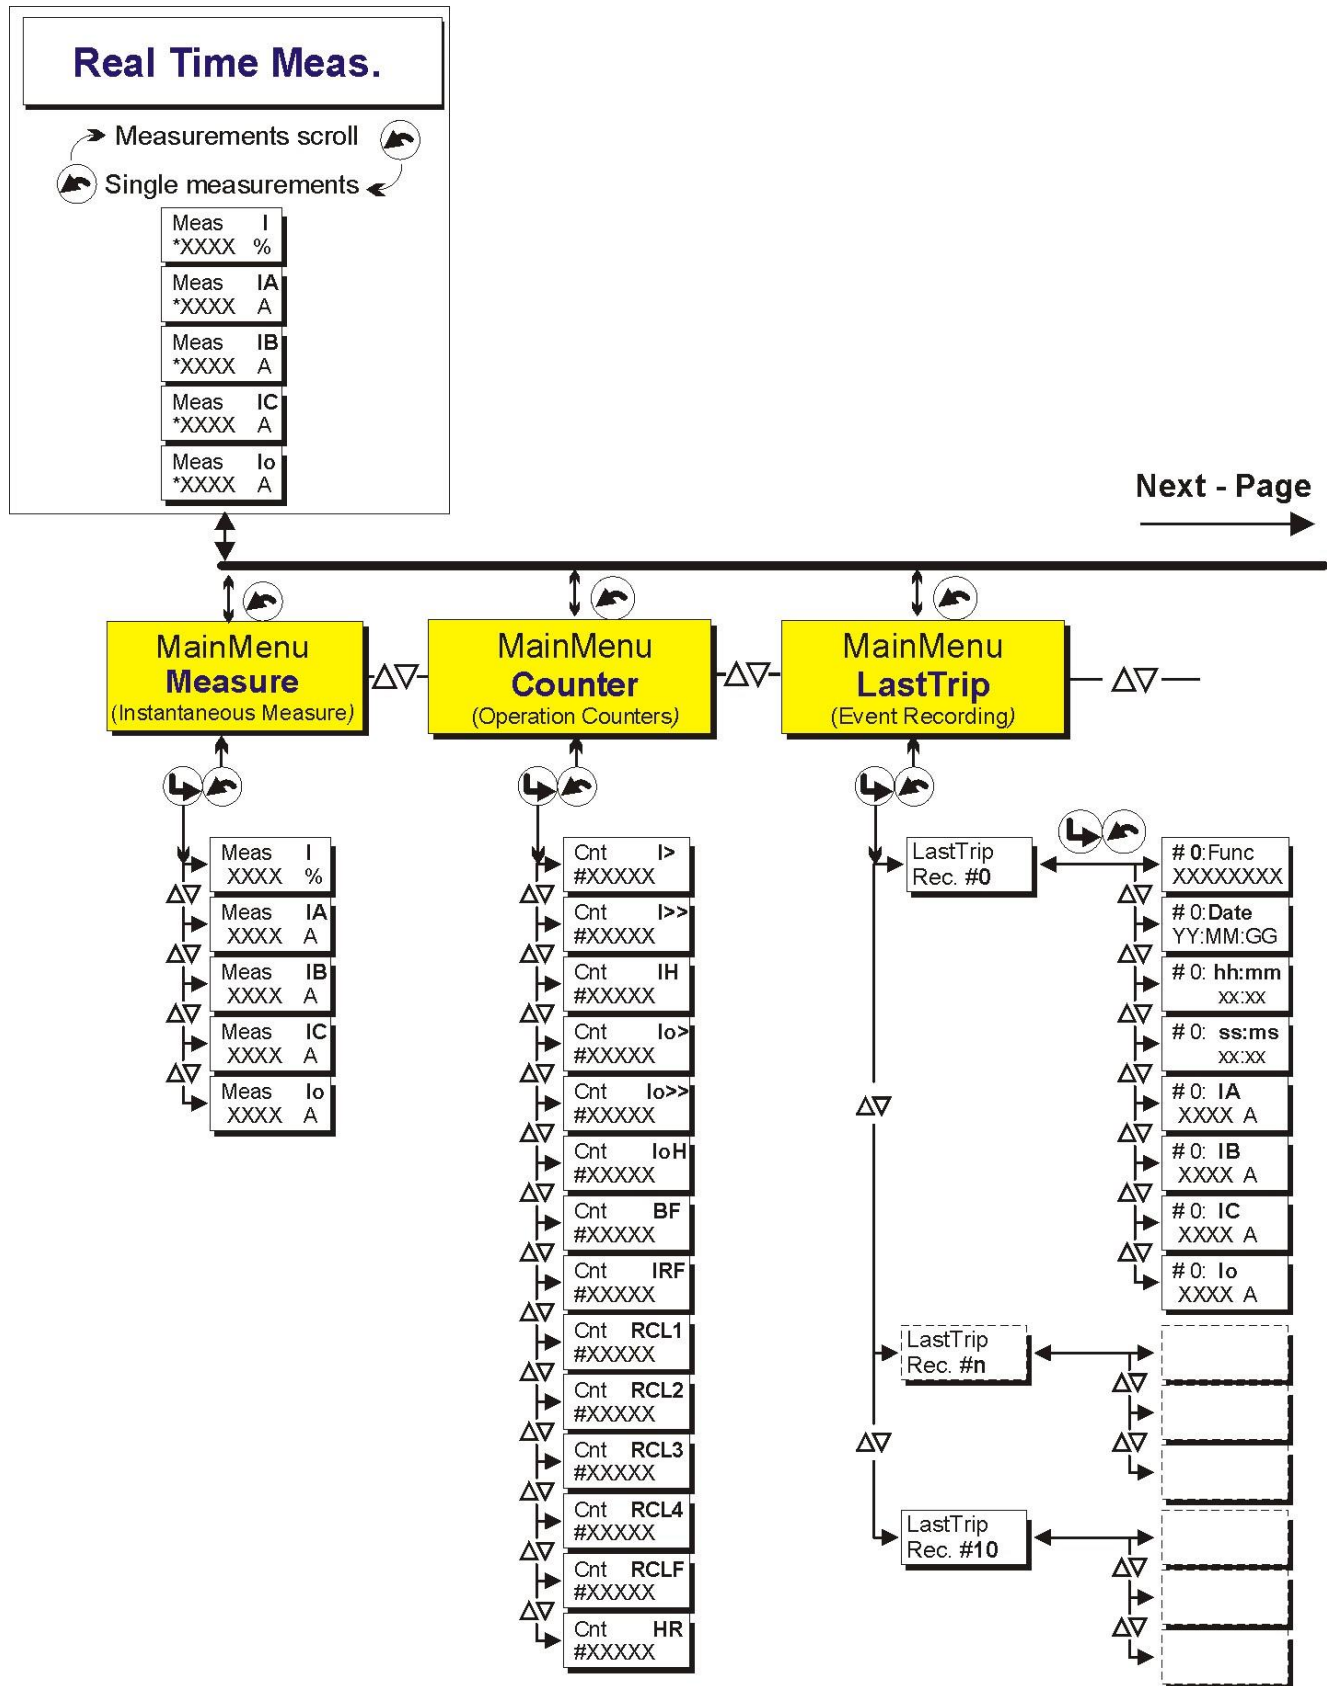 Real Time Meas.
Measurements scroll
Single measurements
Meas I
*XXXX %
Meas IA
*XXXX A
Meas IB
*XXXX A
Meas IC
*XXXX A
Meas Io
*XXXX A
Next - Page
MainMenu
Measure
(Instantaneous Measure)
MainMenu
Counter
(Operation Counters)
MainMenu
LastTrip
(Event Recording)
Meas I
XXXX %
Meas IA
XXXX A
Meas IB
XXXX A
Meas IC
XXXX A
Meas Io
XXXX A
Cnt I>
#XXXXX
Cnt I>>
#XXXXX
Cnt IH
#XXXXX
Cnt Io>
#XXXXX
Cnt Io>>
#XXXXX
Cnt IoH
#XXXXX
Cnt BF
#XXXXX
Cnt IRF
#XXXXX
Cnt RCL1
#XXXXX
Cnt RCL2
#XXXXX
Cnt RCL3
#XXXXX
Cnt RCL4
#XXXXX
Cnt RCLF
#XXXXX
Cnt HR
#XXXXX
LastTrip
Rec. #0
# 0:Func
XXXXXXXX
# 0:Date
YY:MM:GG
# 0: hh:mm
xx:xx
# 0: ss:ms
xx:xx
# 0: IA
XXXX A
# 0: IB
XXXX A
# 0: IC
XXXX A
# 0: Io
XXXX A
LastTrip
Rec. #n
LastTrip
Rec. #10